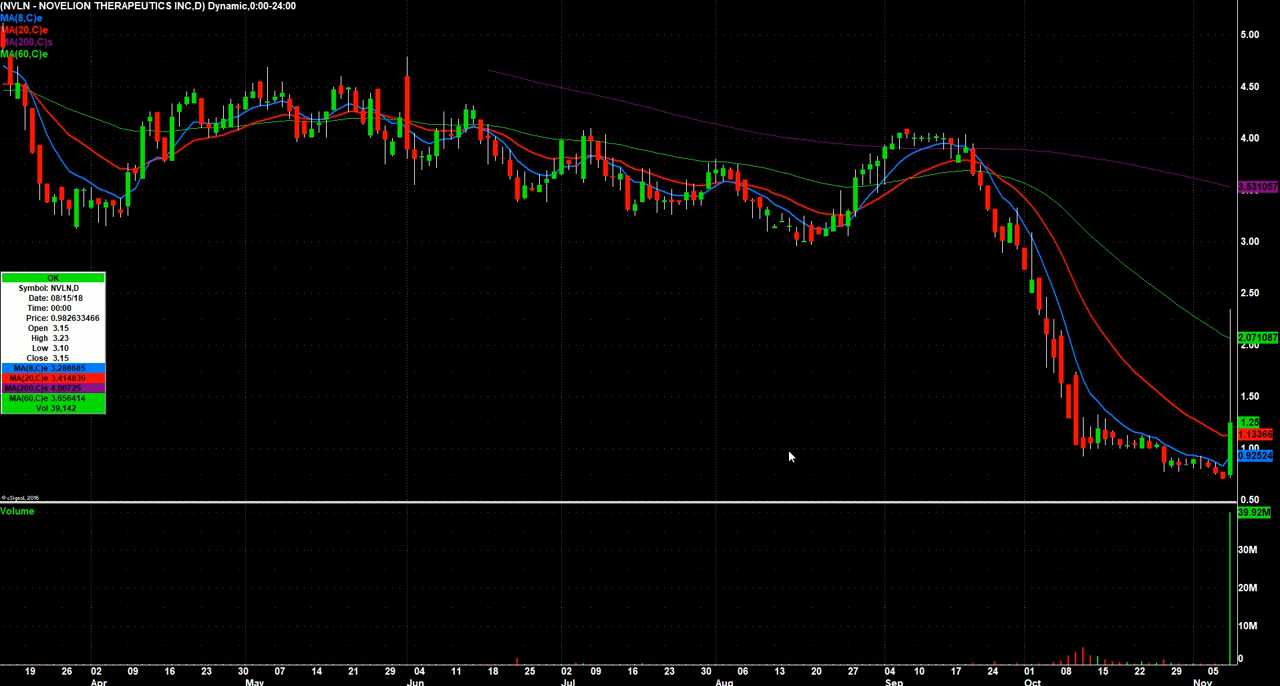 (NVLN - NOVELION THERAPEUTICS INC,D) Dynamic,0:00-24:00
MA(8,C)e
MA(20,C)e
MA(200,C)s
MA(60,C)e
5.00
4.50
4.00
3.531057
3.00
2.50
2.071087
2.00
1.50
1.13366
1.00
0.92524
0.50
OK
Symbol: NVLN,D
Date: 08/15/18
Time: 00:00
Price: 0.982633466
Open 3.15
High 3.23
Low 3.10
Close 3.15
MA(8,C)e 3.288685
MA(20,C)e 3.414839
MA(200,C)e 4.00725
MA(60,C)e 3.656414
Vol 39,142
© eSignal, 2016
Volume
39.92M
30M
20M
10M
0
19 26 02 09 16 23 30 07 14 21 29 04 11 18 25 02 09 16 23 30 06 13 20 27 04 10 17 24 01 08 15 22 29 05
Apr May Jun Jul Aug Sep Oct Nov